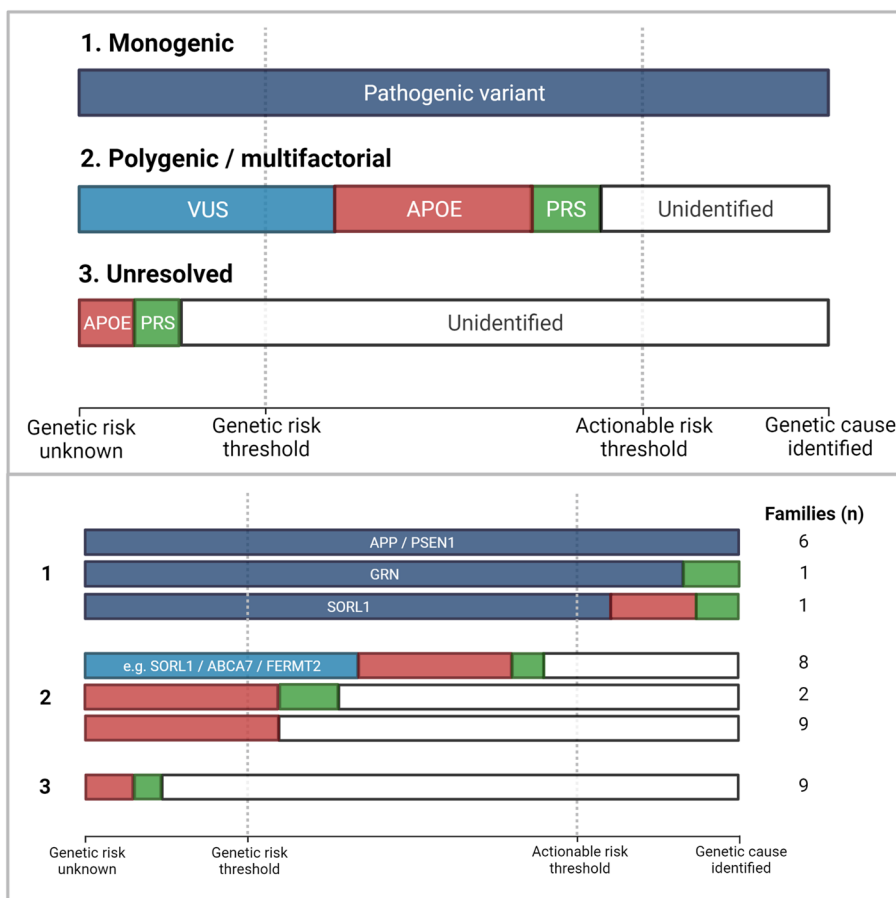 1. Monogenic
Pathogenic variant
2. Polygenic / multifactorial
VUS APOE PRS Unidentified
3. Unresolved
APOE PRS Unidentified
Genetic risk unknown
Genetic risk threshold
Actionable risk threshold
Genetic cause identified
Families (n)
1
APP / PSEN1 6
GRN 1
SORL1 1
2
e.g. SORL1 / ABCA7 / FERMT2 8
2
9
3 9
Genetic risk unknown
Genetic risk threshold
Actionable risk threshold
Genetic cause identified